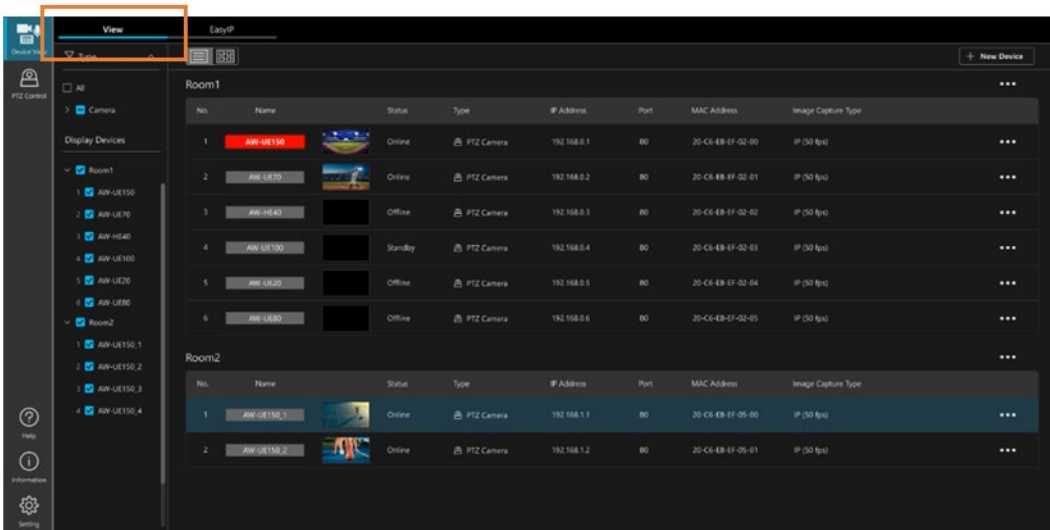 View
EasyIP
Device View
PTZ Control
Help
Information
Setting
Type
All
Camera
Display Devices
Room1
1 AW-UE150
2 AW-UE70
3 AW-HE40
4 AW-UE100
5 AW-UE20
6 AW-UE80
Room2
1 AW-UE150_1
2 AW-UE150_2
3 AW-UE150_3
4 AW-UE150_4
+ New Device
Room1
No. Name Status Type IP Address Port MAC Address Image Capture Type
1 AW-UE150 Online PTZ Camera 192.168.0.1 80 20-C6-EB-EF-02-00 IP (50 fps)
2 AW-UE70 Online PTZ Camera 192.168.0.2 80 20-C6-EB-EF-02-01 IP (50 fps)
3 AW-HE40 Offline PTZ Camera 192.168.0.3 80 20-C6-EB-EF-02-02 IP (50 fps)
4 AW-UE100 Standby PTZ Camera 192.168.0.4 80 20-C6-EB-EF-02-03 IP (50 fps)
5 AW-UE20 Offline PTZ Camera 192.168.0.5 80 20-C6-EB-EF-02-04 IP (50 fps)
6 AW-UE80 Offline PTZ Camera 192.168.0.6 80 20-C6-EB-EF-02-05 IP (50 fps)
Room2
No. Name Status Type IP Address Port MAC Address Image Capture Type
1 AW-UE150_1 Online PTZ Camera 192.168.1.1 80 20-C6-EB-EF-05-00 IP (50 fps)
2 AW-UE150_2 Online PTZ Camera 192.168.1.2 80 20-C6-EB-EF-05-01 IP (50 fps)